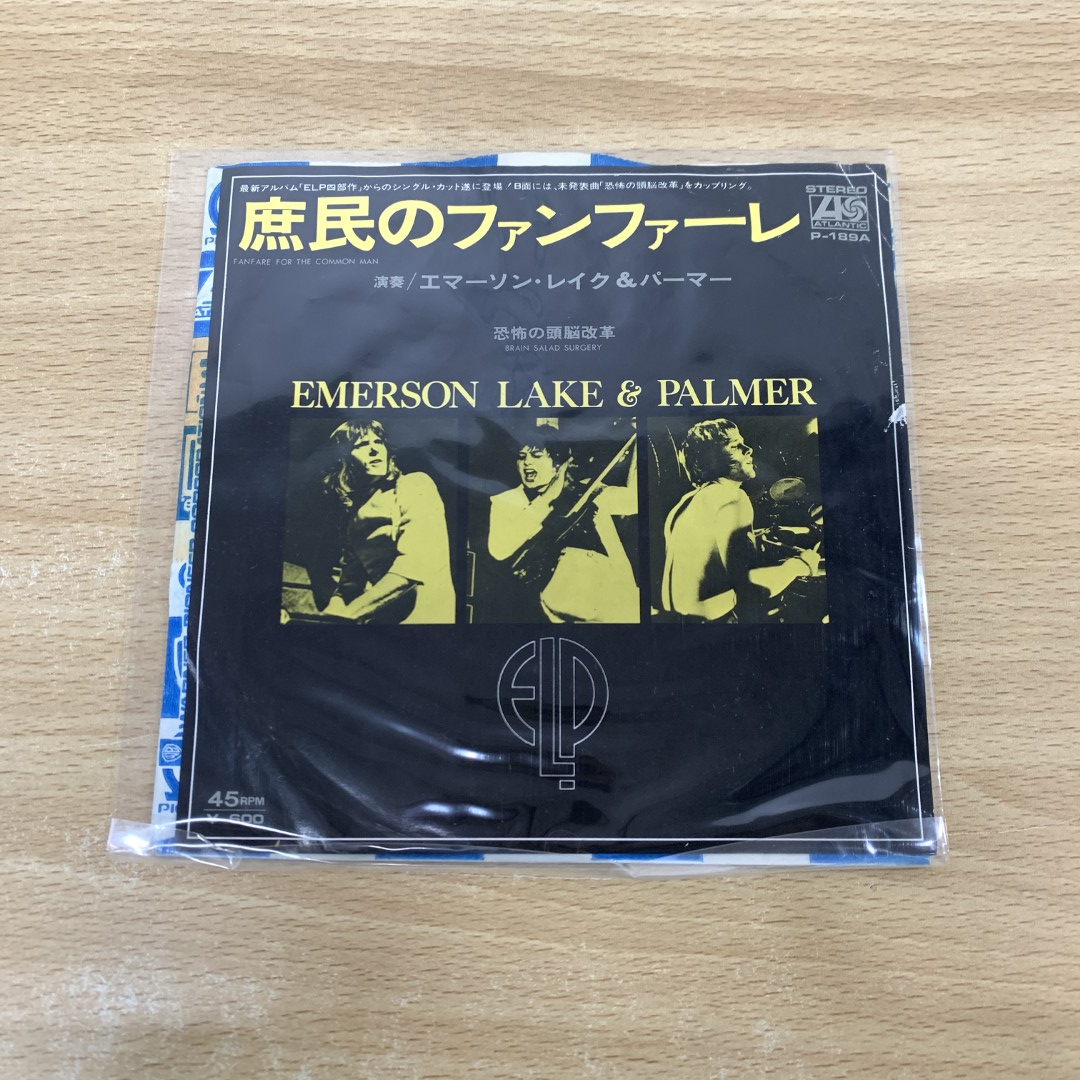 最新アルバム「ELP四部作」からのシングル・カット遂に登場!B面には、未発表曲「恐怖の頭脳改革」をカップリング。
庶民のファンファーレ
FANFARE FOR THE COMMON MAN
STEREO
ATLANTIC
P-189A
演奏/エマーソン・レイク&パーマー
恐怖の頭脳改革
BRAIN SALAD SURGERY
EMERSON LAKE & PALMER
ELP
45RPM
¥ 600